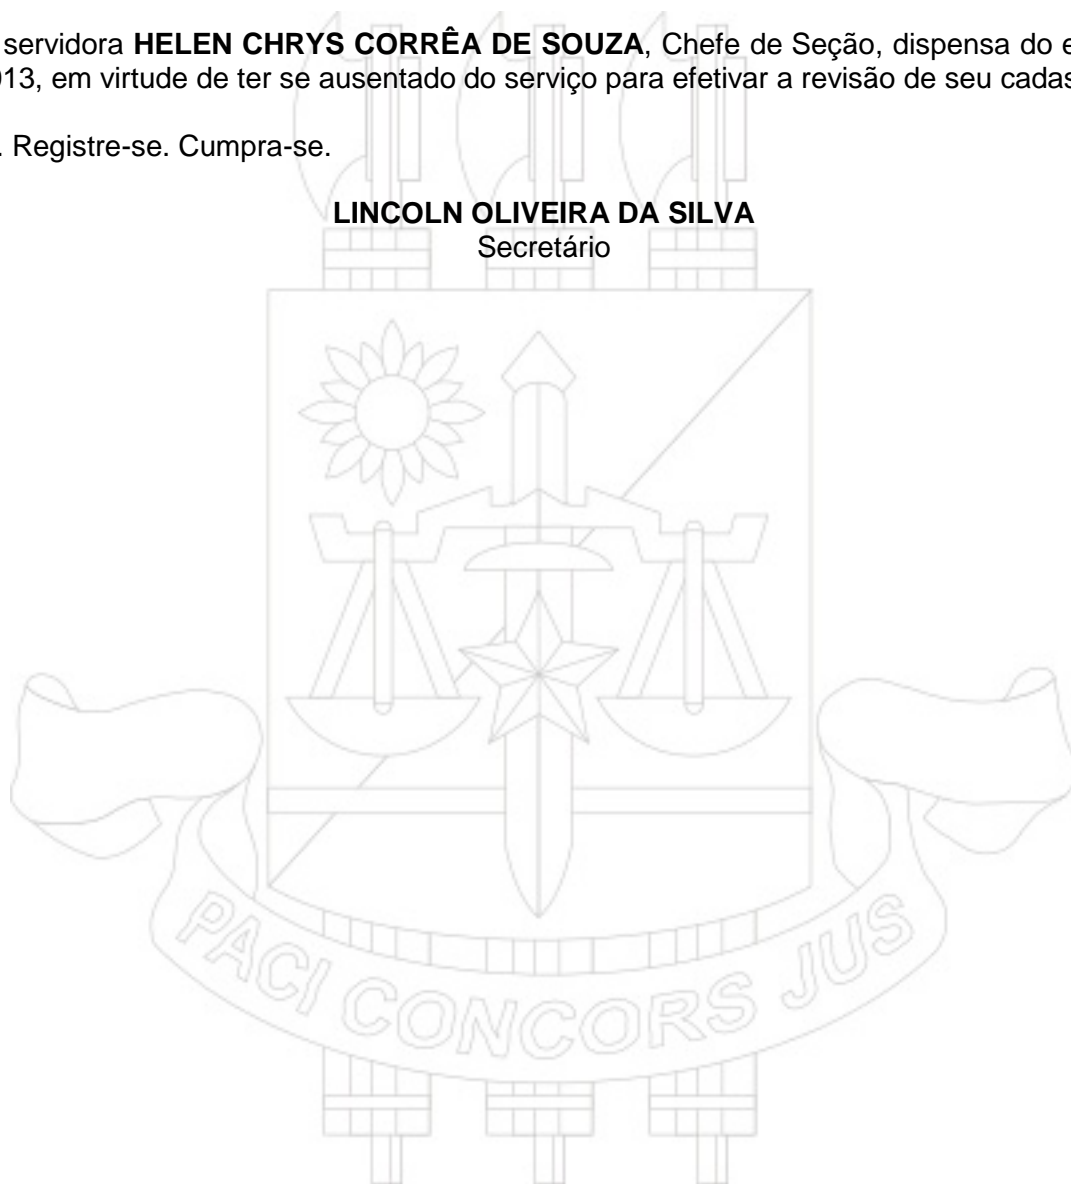 servidora HELEN CHRYS CORRÊA DE SOUZA, Chefe de Seção, dispensa do e
013, em virtude de ter se ausentado do serviço para efetivar a revisão de seu cadas
. Registre-se. Cumpra-se.
LINCOLN OLIVEIRA DA SILVA
Secretário
PACI CONCORS JUS